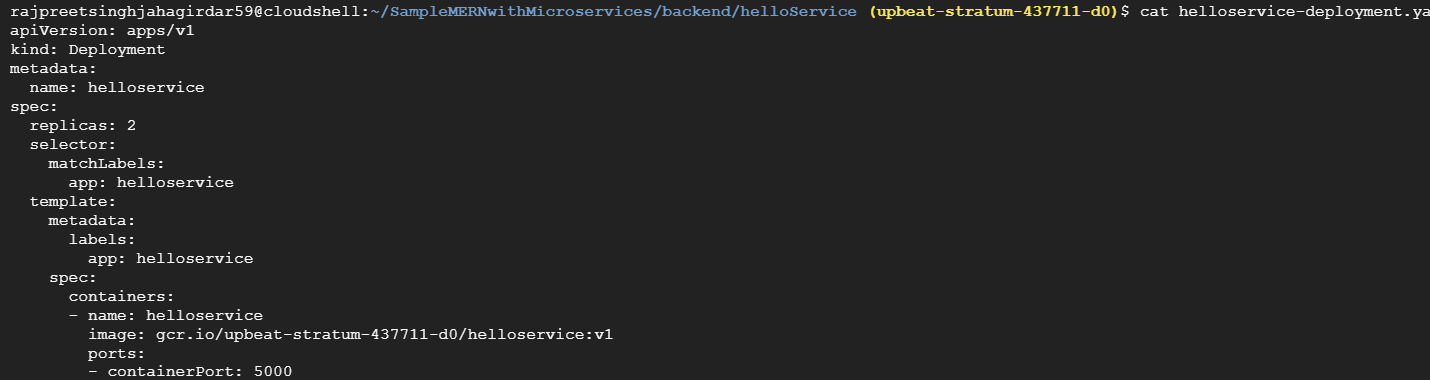 rajpreetsinghjahagirdar59@cloudshell:~/SampleMERNwithMicroservices/backend/helloService (upbeat-stratum-437711-d0)$ cat helloservice-deployment.ya
apiVersion: apps/v1
kind: Deployment
metadata:
  name: helloservice
spec:
  replicas: 2
  selector:
    matchLabels:
      app: helloservice
  template:
    metadata:
      labels:
        app: helloservice
    spec:
      containers:
      - name: helloservice
        image: gcr.io/upbeat-stratum-437711-d0/helloservice:v1
        ports:
        - containerPort: 5000